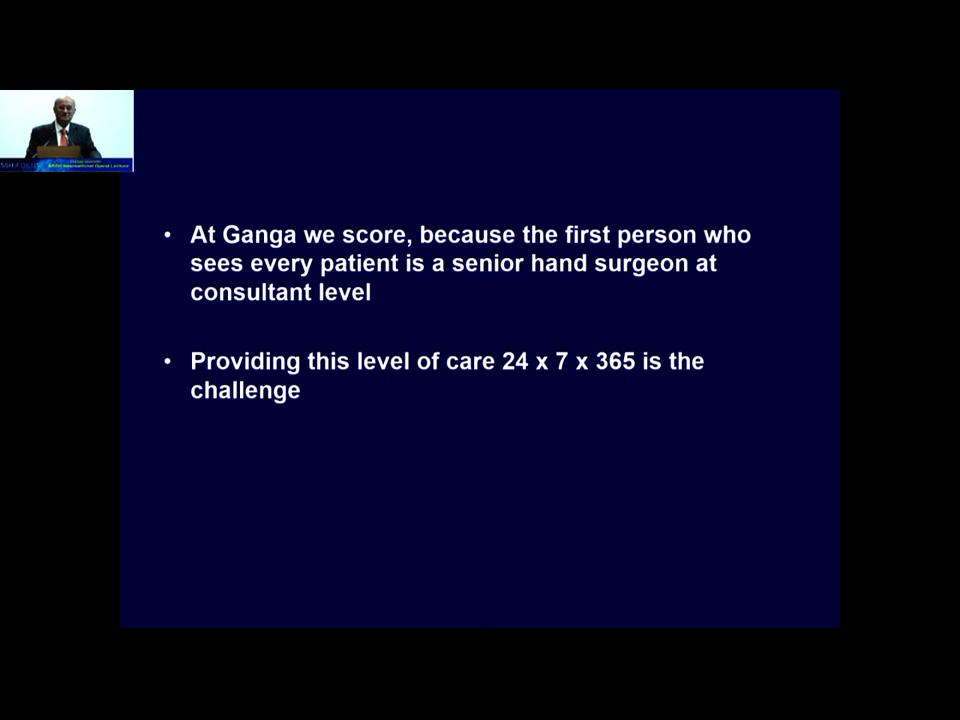 At Ganga we score, because the first person who
sees every patient is a senior hand surgeon at
consultant level
Providing this level of care 24 x 7 x 365 is the
challenge